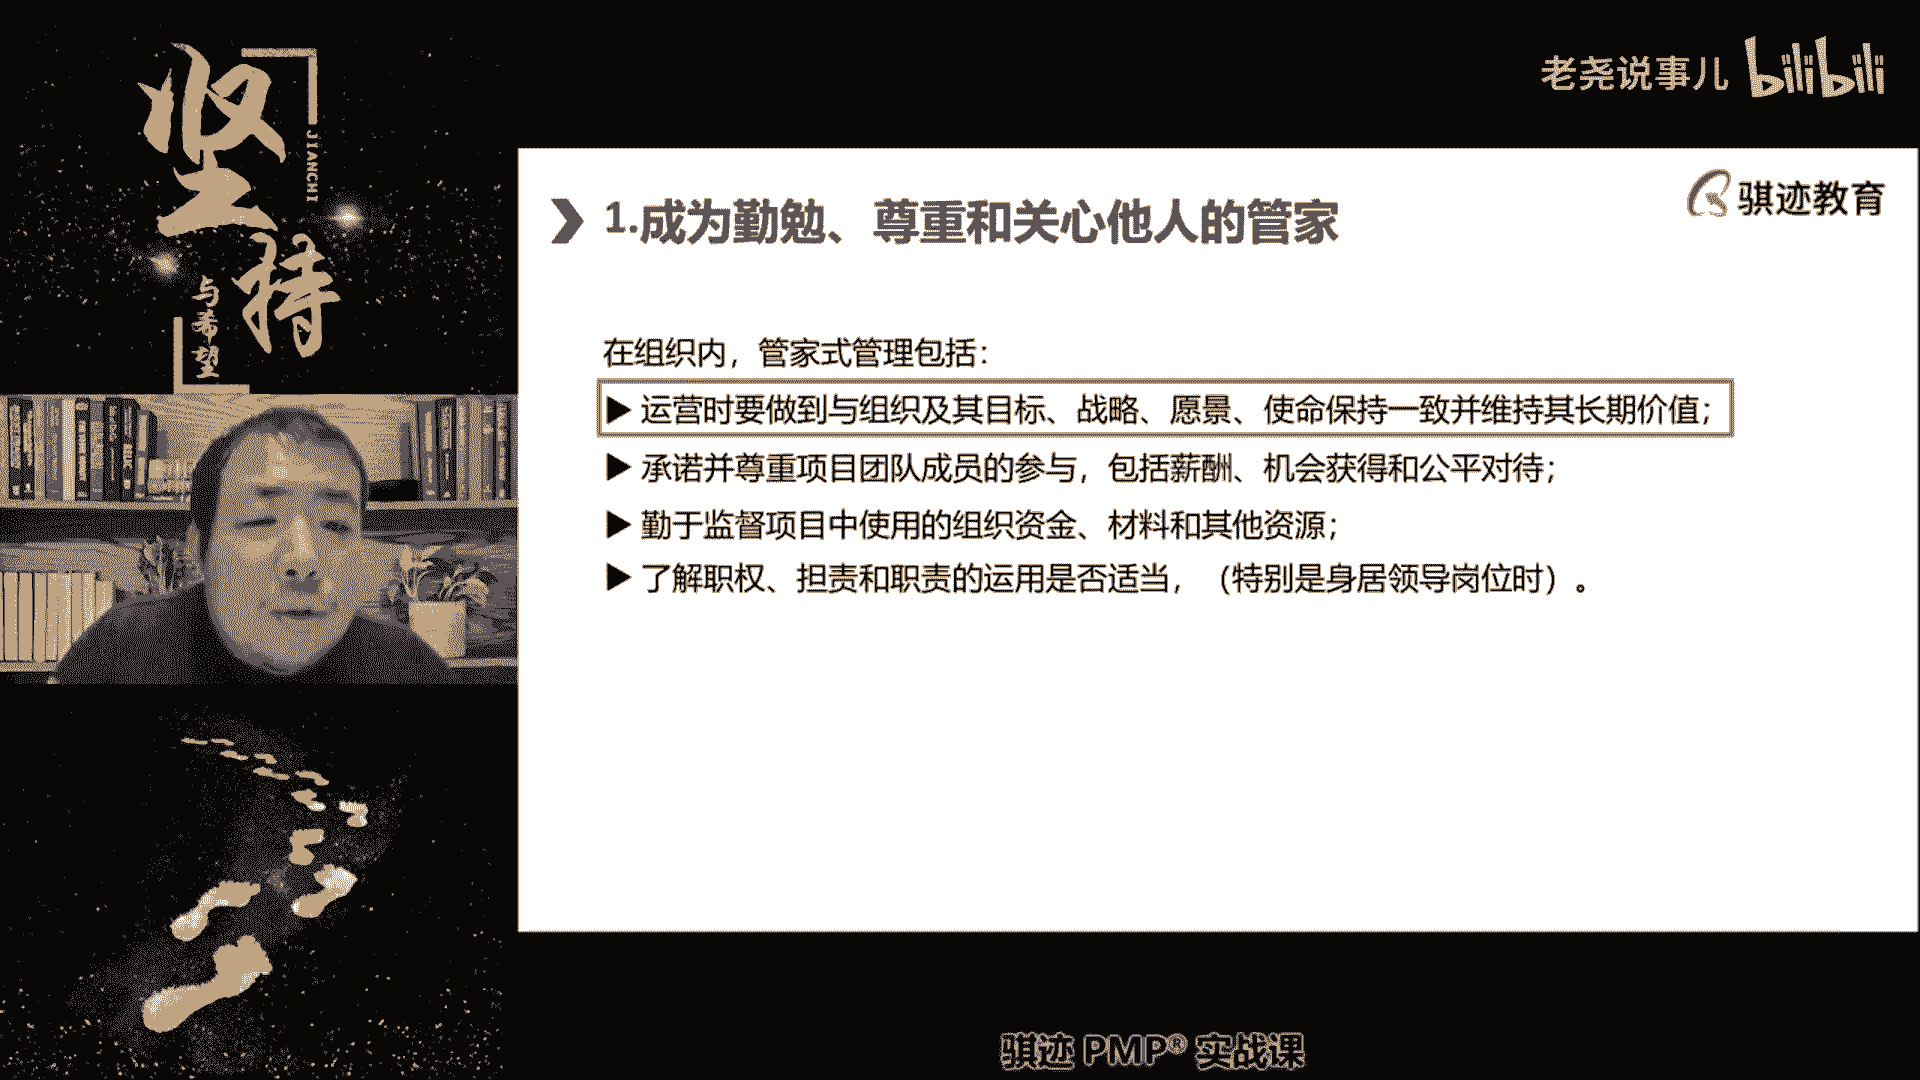 坚持
JIANCHI
与希望
老尧说事儿 bilibili
骐迹教育
1.成为勤勉、尊重和关心他人的管家
在组织内，管家式管理包括：
▶ 运营时要做到与组织及其目标、战略、愿景、使命保持一致并维持其长期价值；
▶ 承诺并尊重项目团队成员的参与，包括薪酬、机会获得和公平对待；
▶ 勤于监督项目中使用的组织资金、材料和其他资源；
▶ 了解职权、担责和职责的运用是否适当，（特别是身居领导岗位时）。
骐迹 PMP® 实战课